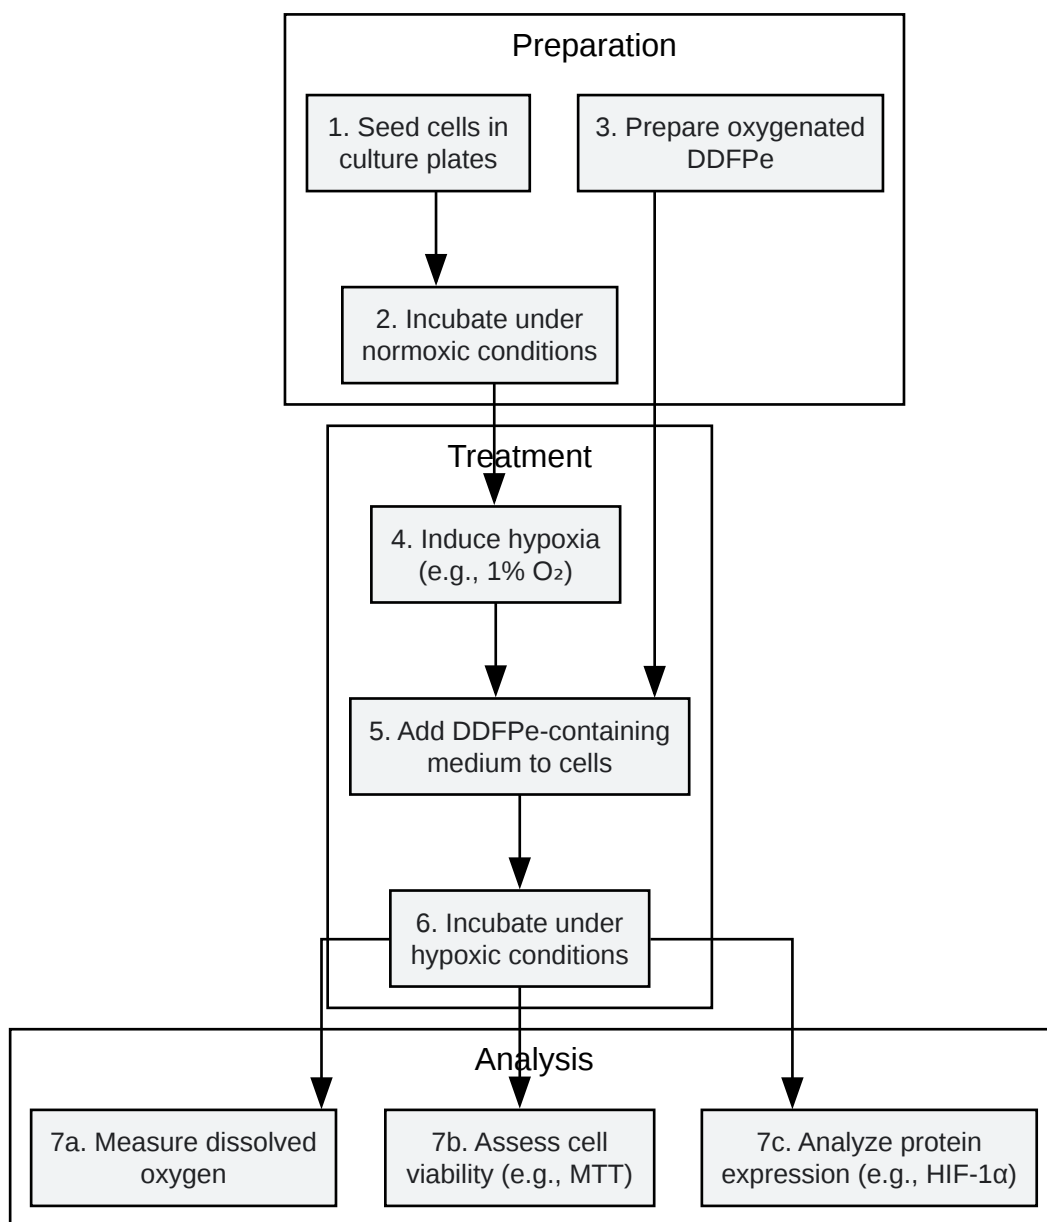 Preparation
1. Seed cells in
culture plates
3. Prepare oxygenated
DDFPe
2. Incubate under
normoxic conditions
Treatment
4. Induce hypoxia
(e.g., 1% O₂)
5. Add DDFPe-containing
medium to cells
6. Incubate under
hypoxic conditions
Analysis
7a. Measure dissolved
oxygen
7b. Assess cell
viability (e.g., MTT)
7c. Analyze protein
expression (e.g., HIF-1α)